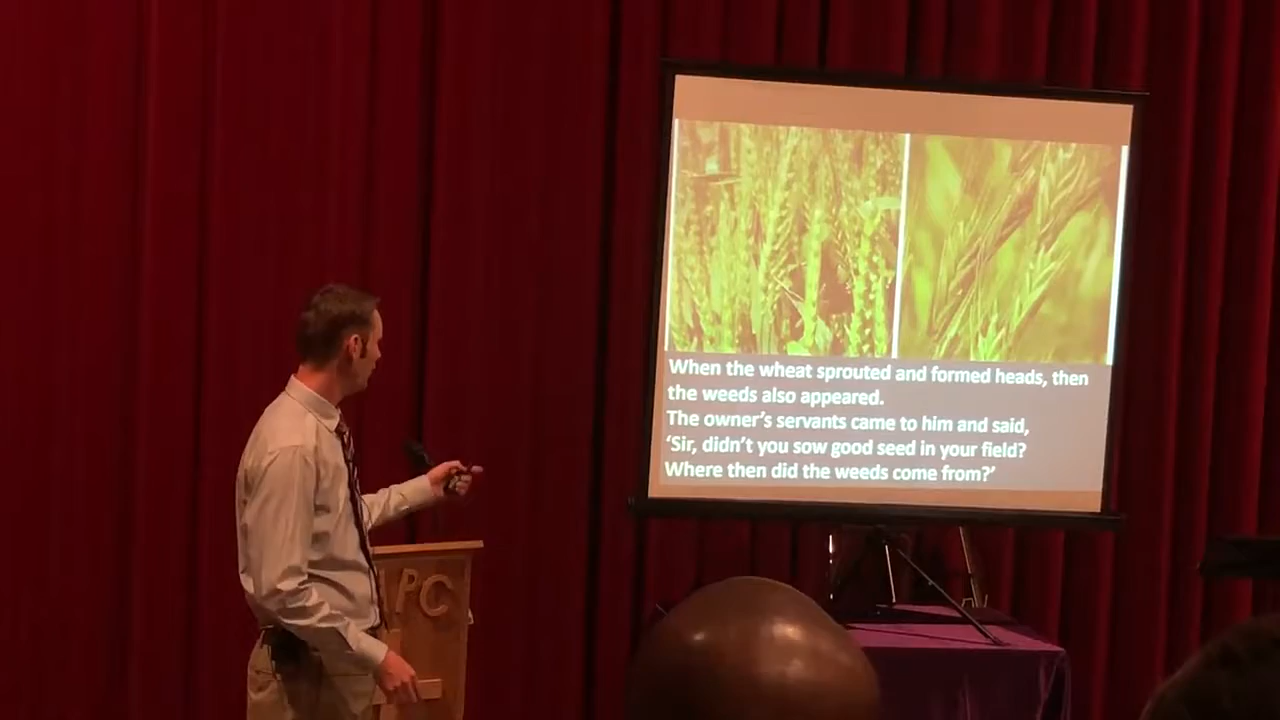 When the wheat sprouted and formed heads, then
the weeds also appeared.
The owner's servants came to him and said,
‘Sir, didn't you sow good seed in your field?
Where then did the weeds come from?’
PC